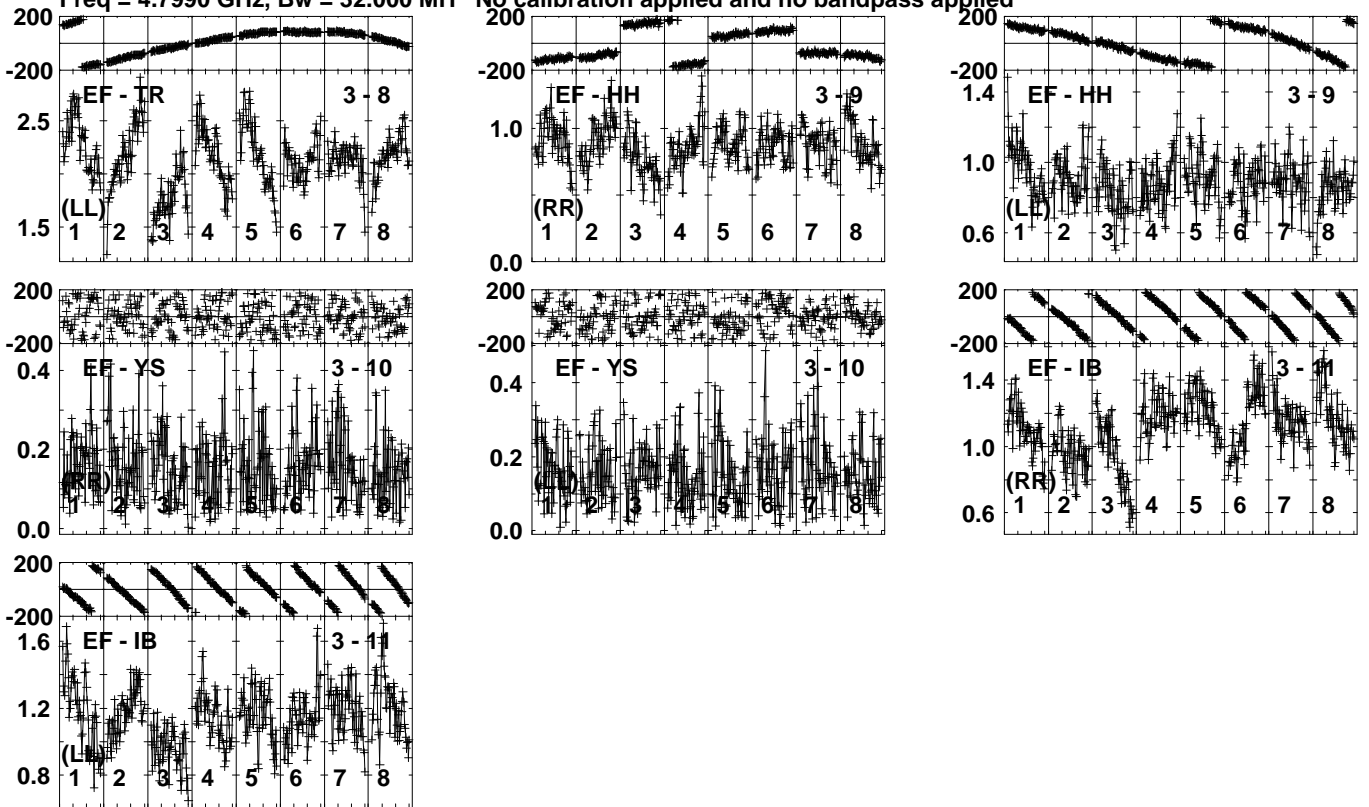 Freq = 4.7990 GHz, Bw = 32.000 MH No calibration applied and no bandpass applied
200
-200
EF - TR 3 - 8
2.5
(LL)
1.5
1 2 3 4 5 6 7 8
200
-200
EF - HH 3 - 9
1.0
(RR)
0.0
1 2 3 4 5 6 7 8
200
-200
1.4
EF - HH 3 - 9
1.0
(LL)
0.6
1 2 3 4 5 6 7 8
200
-200
EF - YS 3 - 10
0.4
0.2
(RR)
0.0
1 2 3 4 5 6 7 8
200
-200
EF - YS 3 - 10
0.4
0.2
(LL)
0.0
1 2 3 4 5 6 7 8
200
-200
EF - IB 3 - 11
1.4
1.0
(RR)
0.6
1 2 3 4 5 6 7 8
200
-200
EF - IB 3 - 11
1.6
1.2
(LL)
0.8
1 2 3 4 5 6 7 8